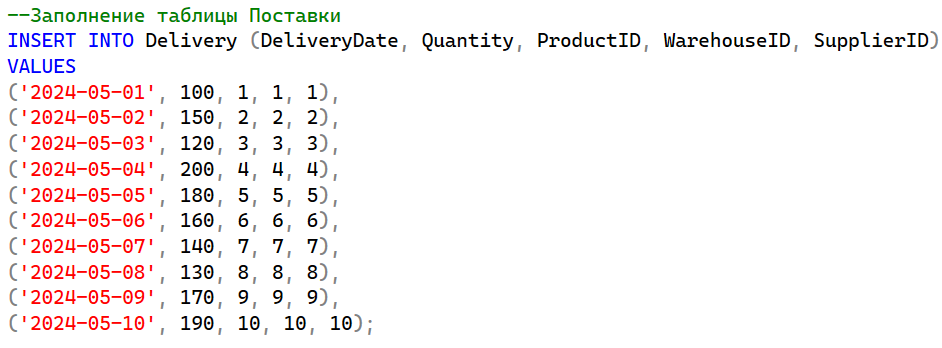 --Заполнение таблицы Поставки
INSERT INTO Delivery (DeliveryDate, Quantity, ProductID, WarehouseID, SupplierID)
VALUES
('2024-05-01', 100, 1, 1, 1),
('2024-05-02', 150, 2, 2, 2),
('2024-05-03', 120, 3, 3, 3),
('2024-05-04', 200, 4, 4, 4),
('2024-05-05', 180, 5, 5, 5),
('2024-05-06', 160, 6, 6, 6),
('2024-05-07', 140, 7, 7, 7),
('2024-05-08', 130, 8, 8, 8),
('2024-05-09', 170, 9, 9, 9),
('2024-05-10', 190, 10, 10, 10);